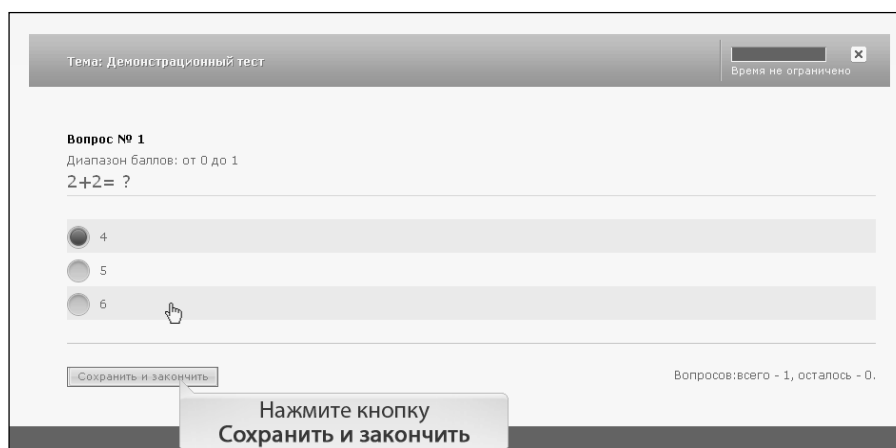 Тема: Демонстрационный тест
Время не ограничено
Вопрос № 1
Диапазон баллов: от 0 до 1
2+2= ?
4
5
6
Сохранить и закончить
Вопросов:всего - 1, осталось - 0.
Нажмите кнопку
Сохранить и закончить